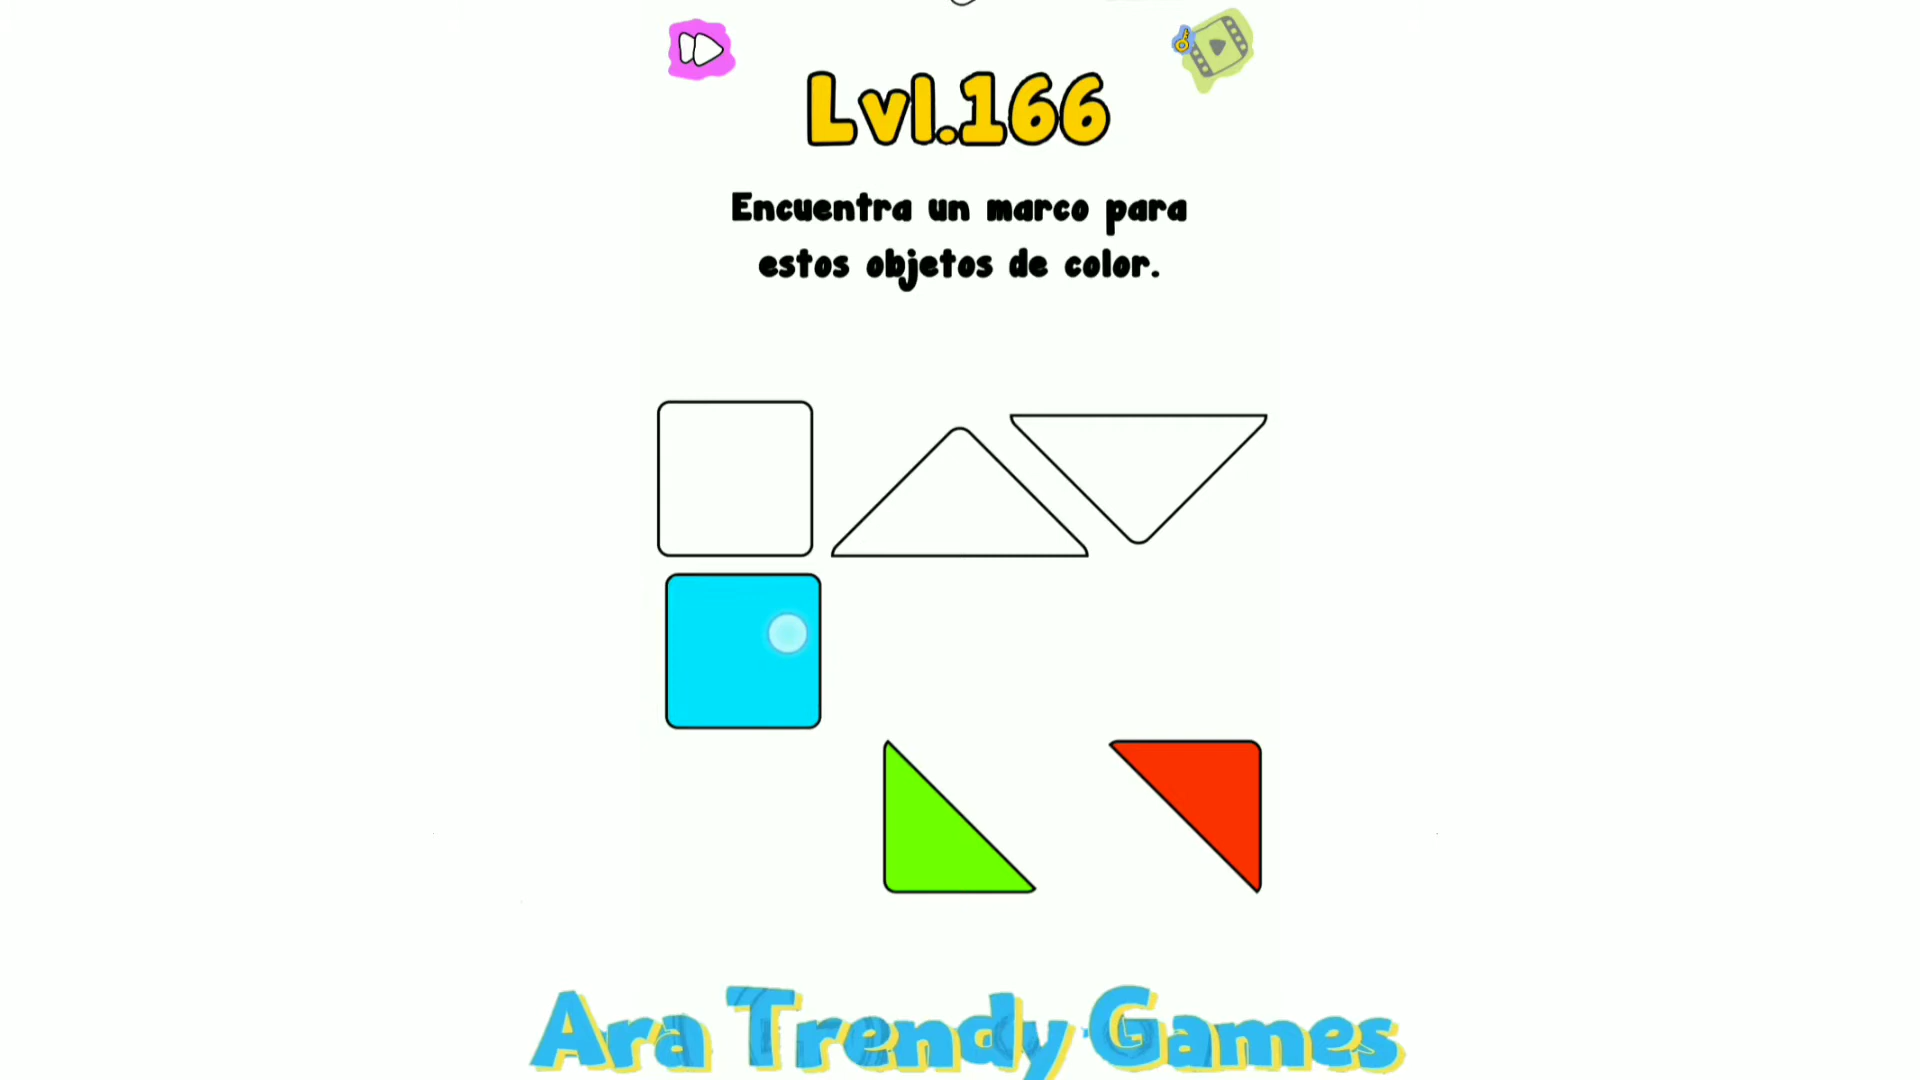 Lvl.166
Encuentra un marco para
estos objetos de color.
Ara Trendy Games